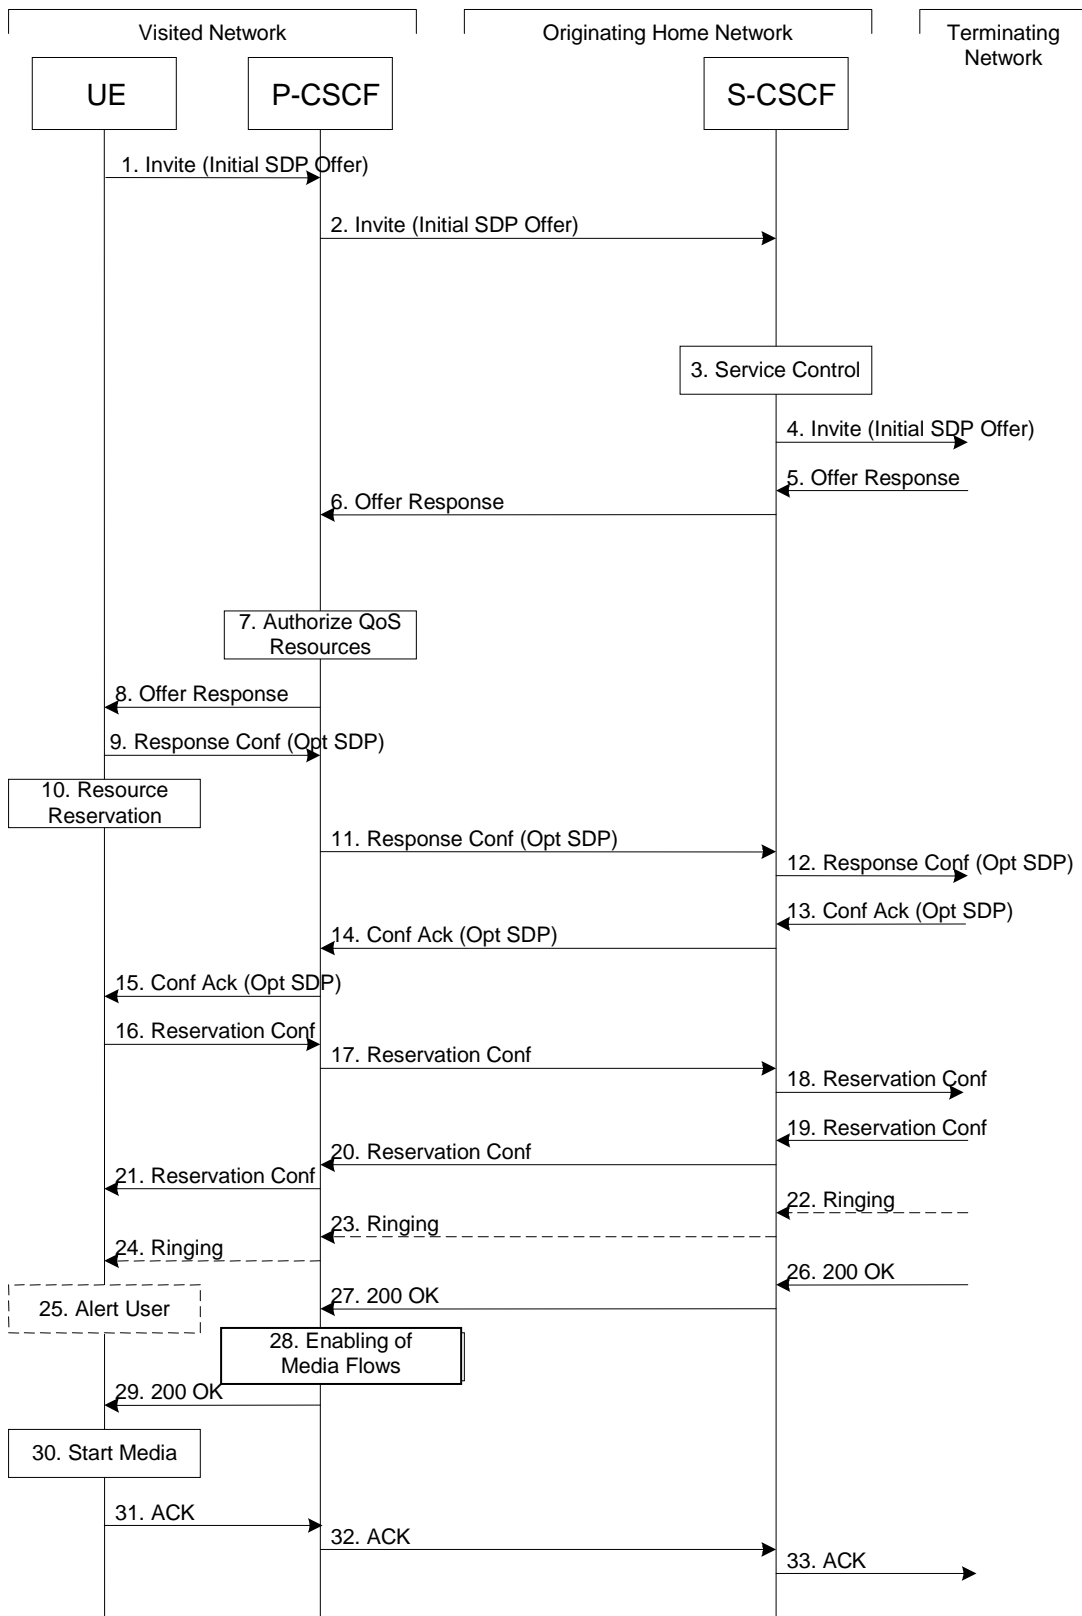 Visited Network
Originating Home Network
Terminating
Network
UE
P-CSCF
S-CSCF
1. Invite (Initial SDP Offer)
2. Invite (Initial SDP Offer)
3. Service Control
4. Invite (Initial SDP Offer)
5. Offer Response
6. Offer Response
7. Authorize QoS
Resources
8. Offer Response
9. Response Conf (Opt SDP)
10. Resource
Reservation
11. Response Conf (Opt SDP)
12. Response Conf (Opt SDP)
13. Conf Ack (Opt SDP)
14. Conf Ack (Opt SDP)
15. Conf Ack (Opt SDP)
16. Reservation Conf
17. Reservation Conf
18. Reservation Conf
19. Reservation Conf
20. Reservation Conf
21. Reservation Conf
22. Ringing
23. Ringing
24. Ringing
25. Alert User
26. 200 OK
27. 200 OK
28. Enabling of
Media Flows
29. 200 OK
30. Start Media
31. ACK
32. ACK
33. ACK